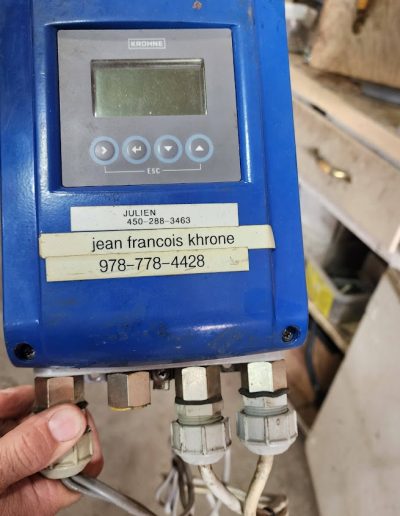 KROHNE
ESC
JULIEN
450-288-3463
jean francois khrone
978-778-4428